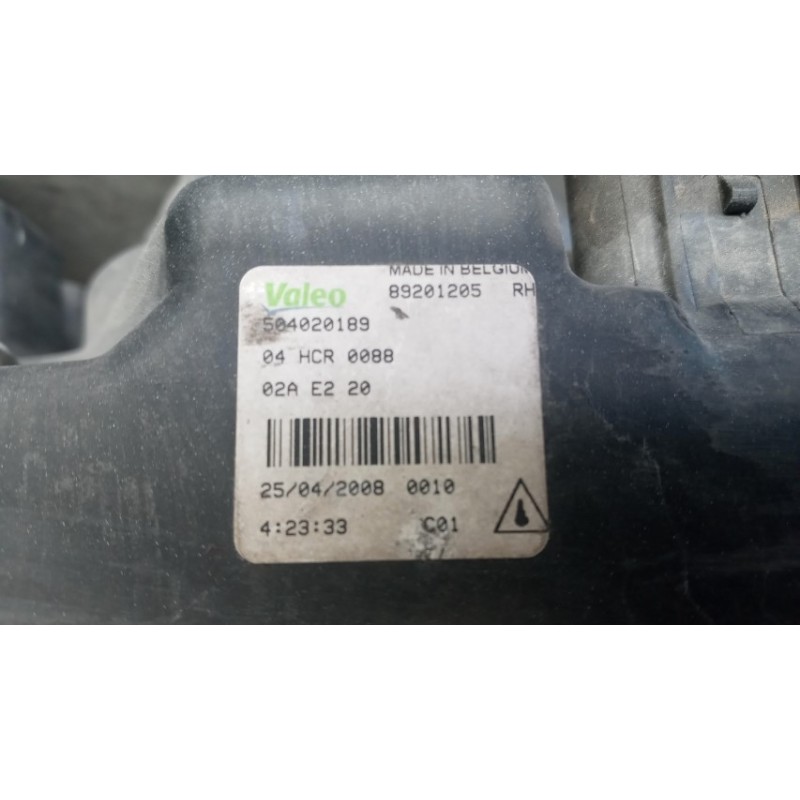 MADE IN BELGIUM
Valeo 89201205 RH
504020189
04 HCR 0088
02A E2 20
25/04/2008 0010
4:23:33 C01